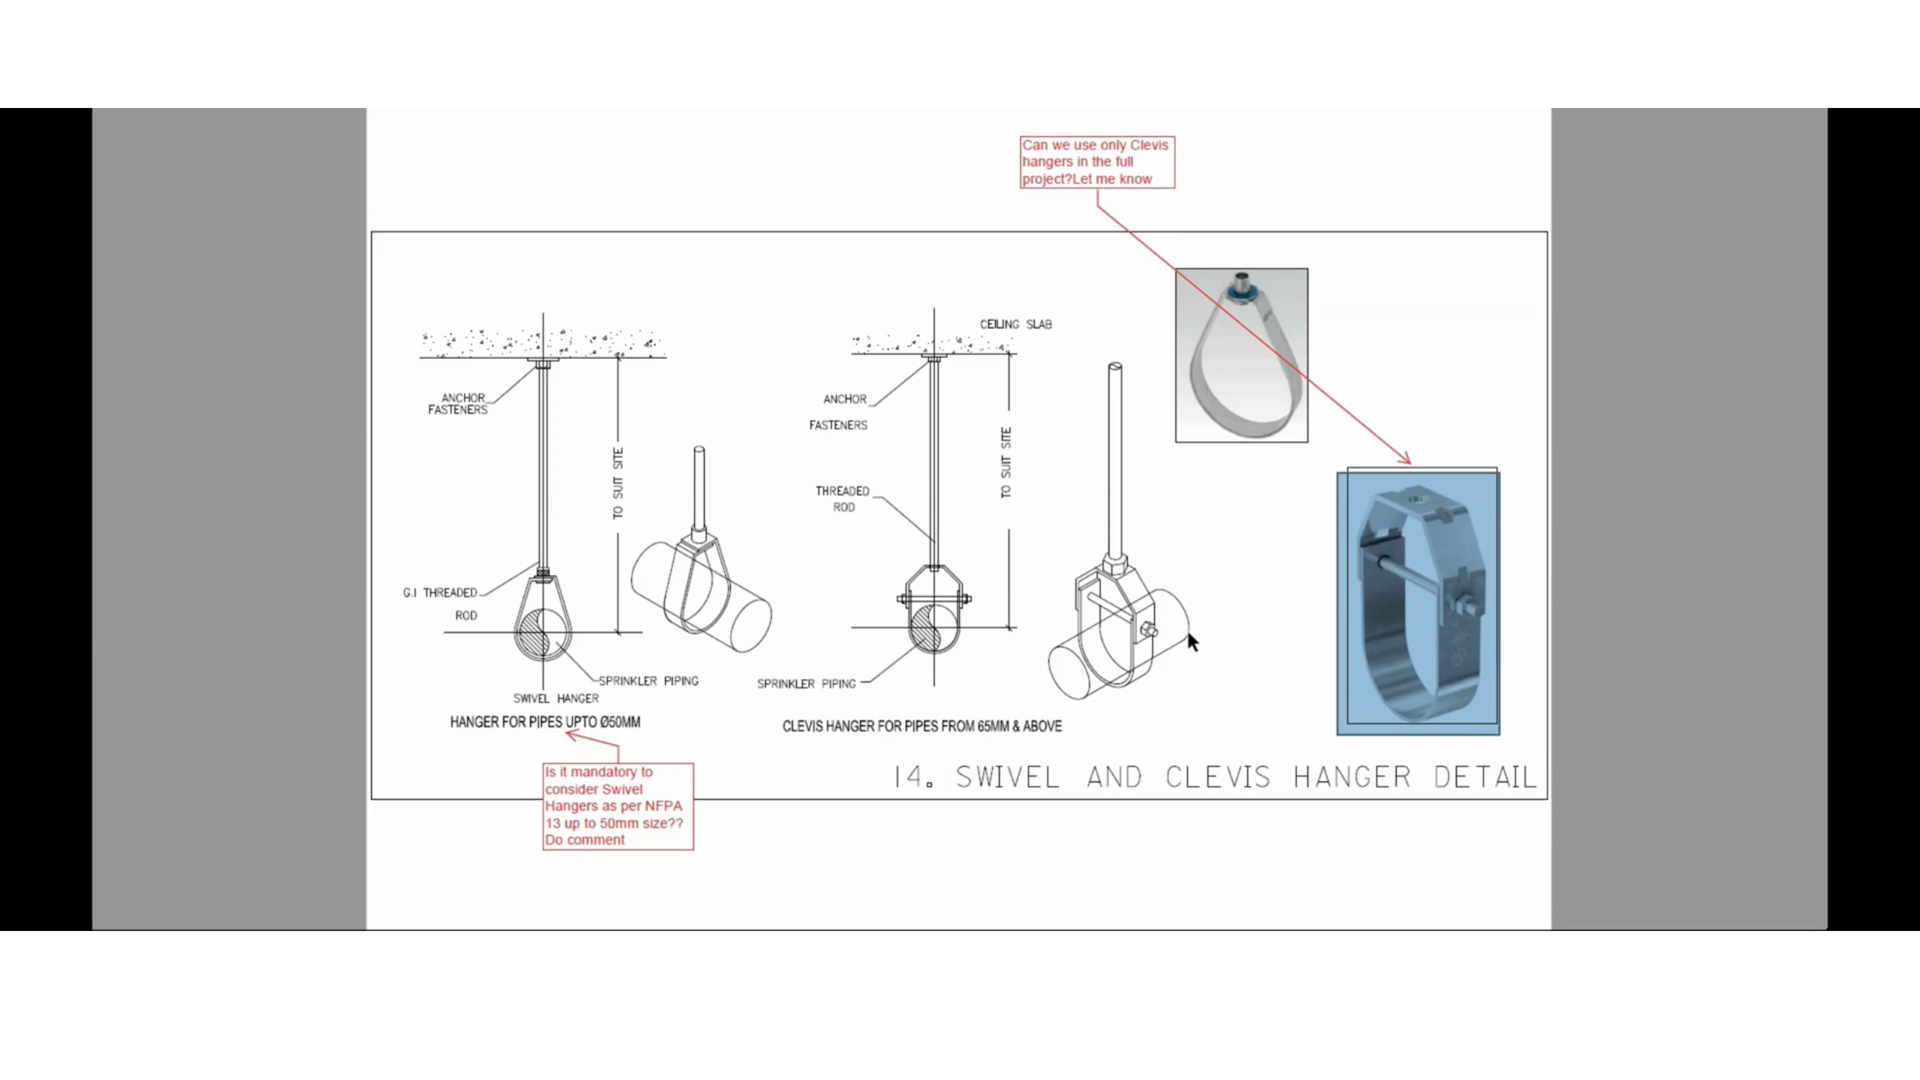 Can we use only Clevis
hangers in the full
project?Let me know
CEILING SLAB
ANCHOR
FASTENERS
ANCHOR
FASTENERS
TO SUIT SITE
TO SUIT SITE
THREADED
ROD
G.I THREADED
ROD
SPRINKLER PIPING
SPRINKLER PIPING
SWIVEL HANGER
HANGER FOR PIPES UPTO Ø50MM
CLEVIS HANGER FOR PIPES FROM 65MM & ABOVE
Is it mandatory to
consider Swivel
Hangers as per NFPA
13 up to 50mm size??
Do comment
14. SWIVEL AND CLEVIS HANGER DETAIL